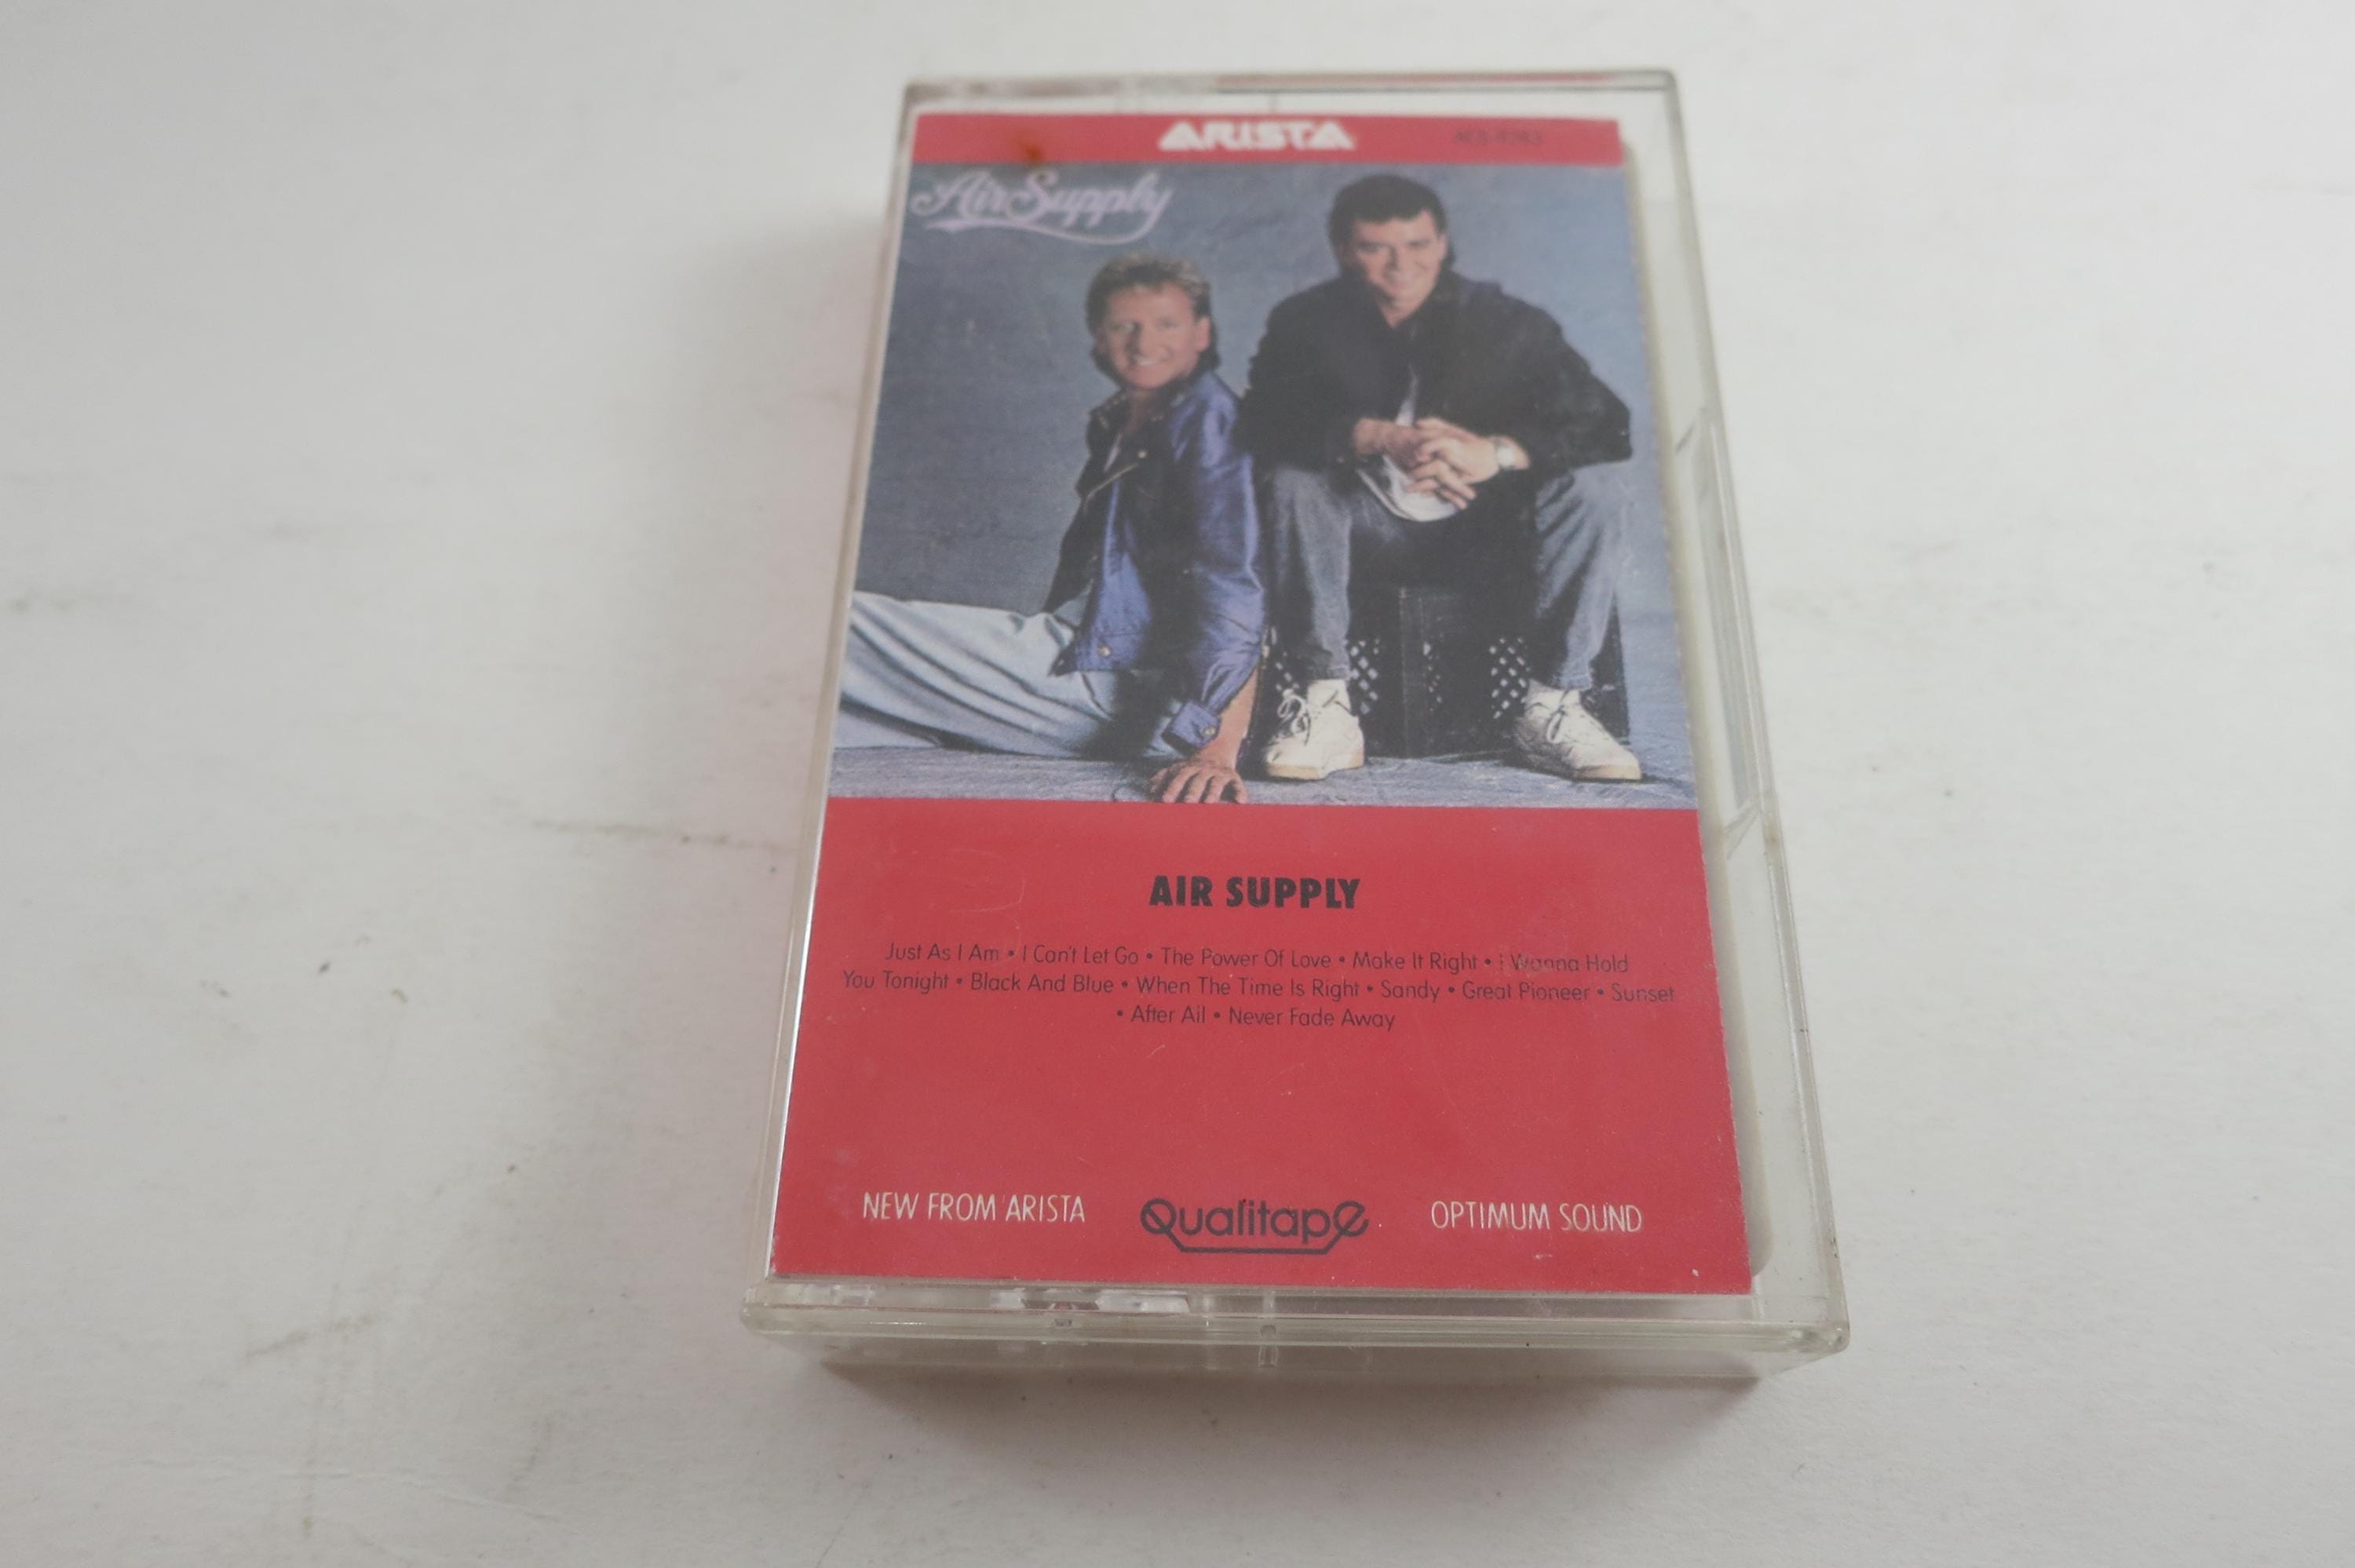 ARISTA
Air Supply
AIR SUPPLY
Just As I Am • I Can't Let Go • The Power Of Love • Make It Right • I Wanna Hold
You Tonight • Black And Blue • When The Time Is Right • Sandy • Great Pioneer • Sunset
• After All • Never Fade Away
NEW FROM ARISTA
Qualitape
OPTIMUM SOUND